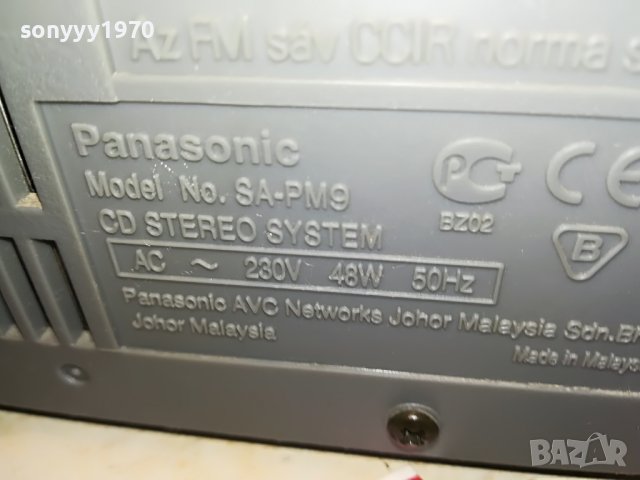 sonyyy1970
Az FM sáv CCIR norma
Panasonic
Model No. SA-PM9
CD STEREO SYSTEM
BZ02
B
AC ~ 230V 48W 50Hz
Panasonic AVC Networks Johor Malaysia Sdn.
Johor Malaysia
Made in
BAZAR